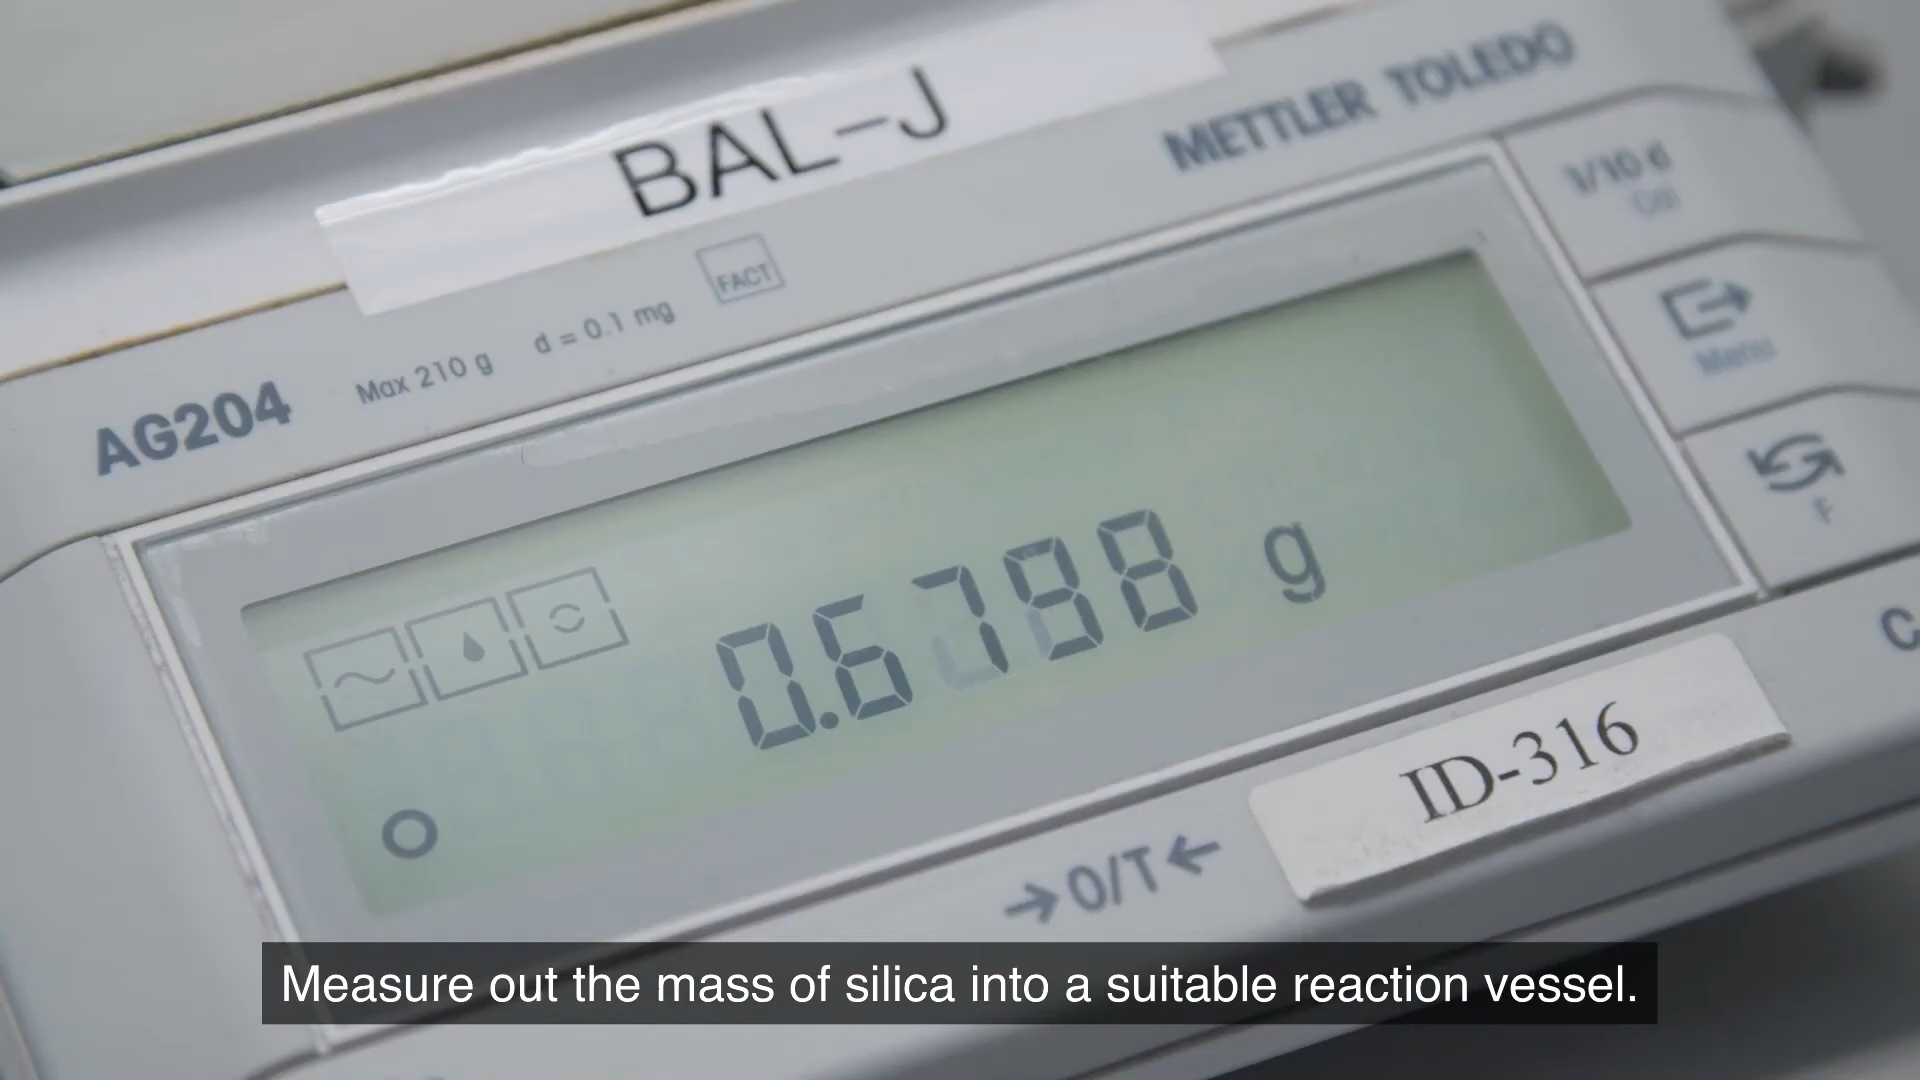 BAL-J
METTLER TOLEDO
1/10 d
Cal
FACT
AG204 Max 210 g d = 0.1 mg
Menu
F
0.6798 g
ID-316
→0/T←
Measure out the mass of silica into a suitable reaction vessel.